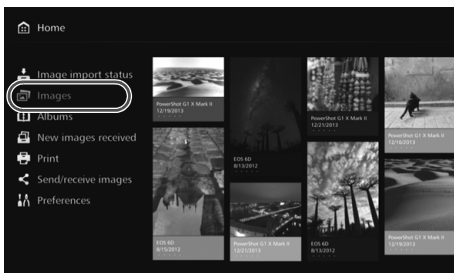 Home
Image import status
Images
Albums
New images received
Print
Send/receive images
Preferences
PowerShot G1 X Mark II
12/19/2013
EOS 6D
8/15/2012
EOS 6D
8/13/2012
PowerShot G1 X Mark II
12/21/2013
PowerShot G1 X Mark II
12/21/2013
EOS 6D
8/13/2012
PowerShot G1 X Mark II
12/16/2013
PowerShot G1 X Mark II
12/19/2013